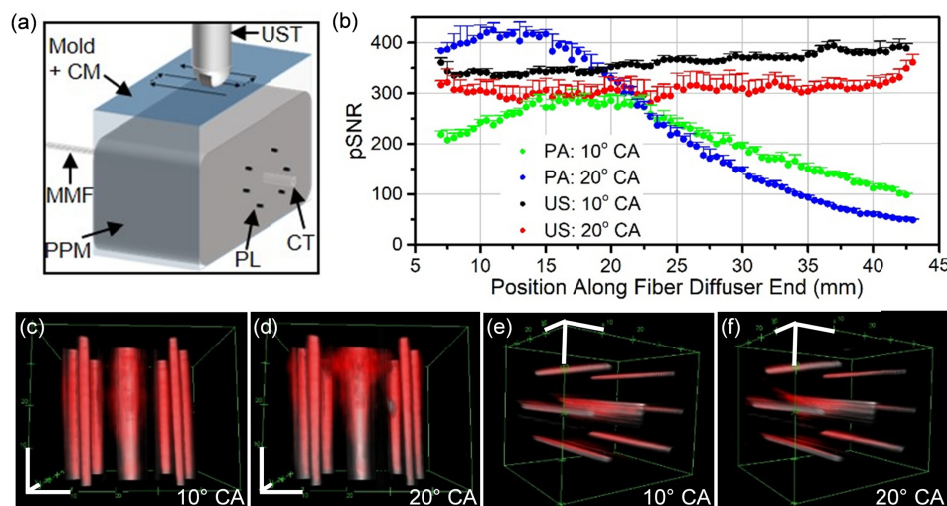 (a)
UST
Mold
+ CM
MMF
PPM
PL
CT
(b)
pSNR
400
300
200
100
0
PA: 10° CA
PA: 20° CA
US: 10° CA
US: 20° CA
5 10 15 20 25 30 35 40 45
Position Along Fiber Diffuser End (mm)
(c)
10° CA
(d)
20° CA
(e)
10° CA
(f)
20° CA